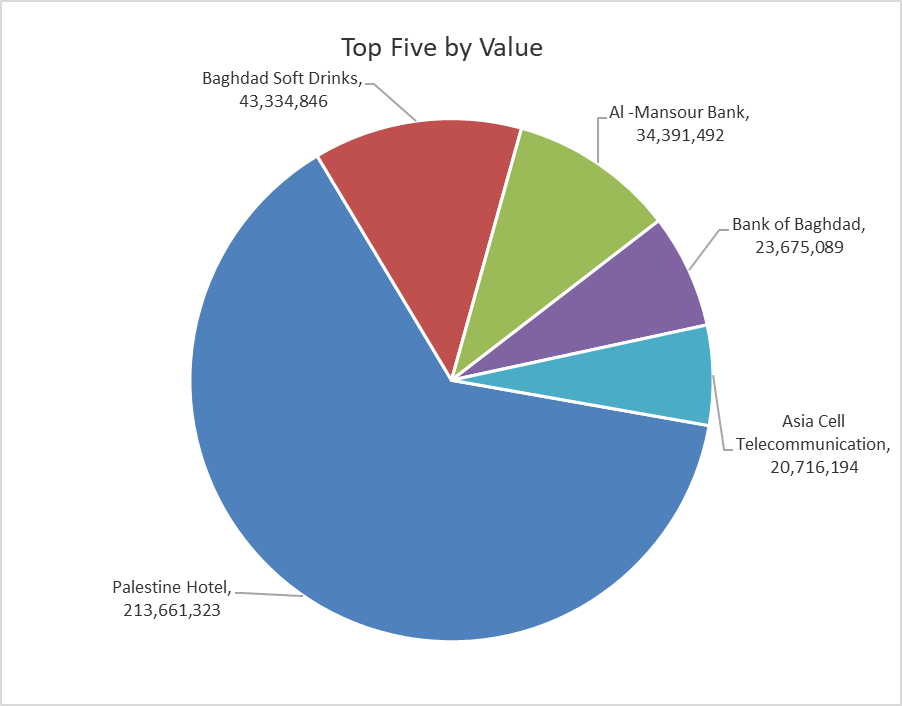 Top Five by Value
Baghdad Soft Drinks,
43,334,846
Al -Mansour Bank,
34,391,492
Bank of Baghdad,
23,675,089
Asia Cell
Telecommunication,
20,716,194
Palestine Hotel,
213,661,323